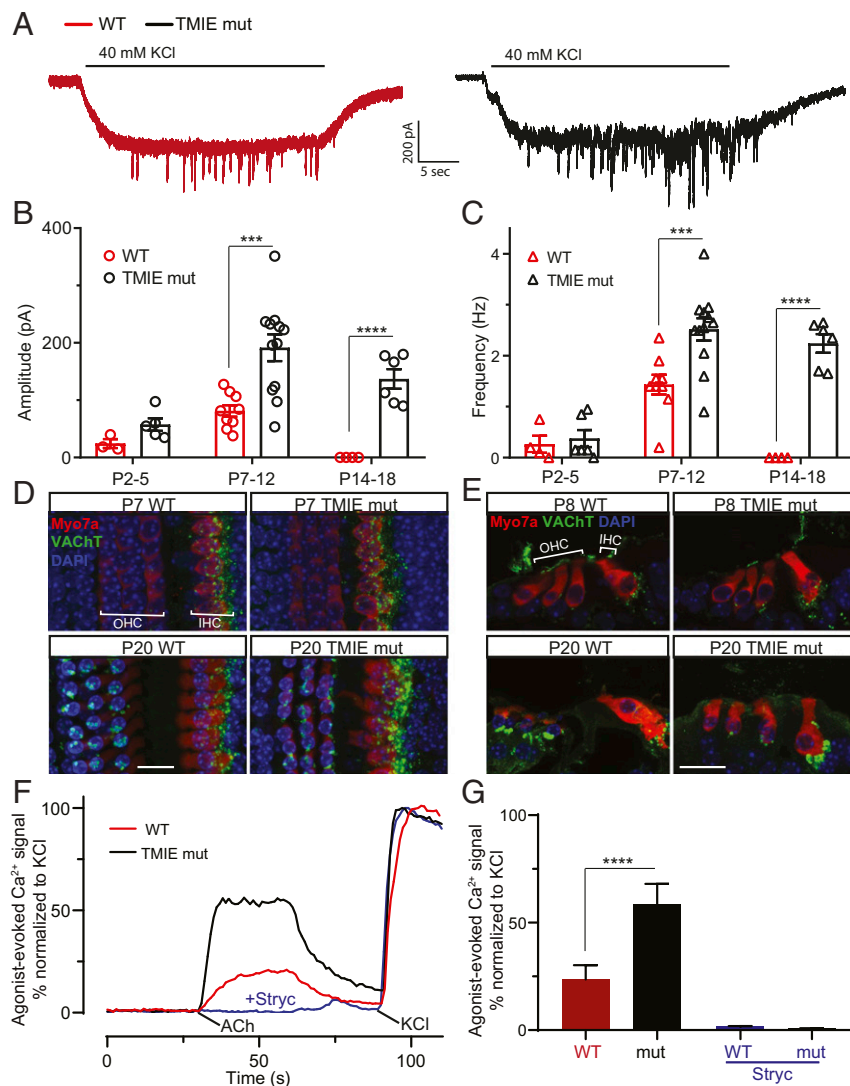 A
WT TMIE mut
40 mM KCl
40 mM KCl
200 pA
5 sec
B
C
400
200
0
Amplitude (pA)
WT
TMIE mut
***
****
P2-5 P7-12 P14-18
4
2
0
Frequency (Hz)
WT
TMIE mut
***
****
P2-5 P7-12 P14-18
D
P7 WT P7 TMIE mut
Myo7a
VAChT
DAPI
OHC IHC
P20 WT P20 TMIE mut
E
P8 WT P8 TMIE mut
Myo7a VAChT DAPI
OHC IHC
P20 WT P20 TMIE mut
F
Agonist-evoked Ca²⁺ signal
% normalized to KCl
100
50
0
WT
TMIE mut
+Stryc
ACh
KCl
0 50 100
Time (s)
G
Agonist-evoked Ca²⁺ signal
% normalized to KCl
100
50
0
****
WT mut WT mut
Stryc